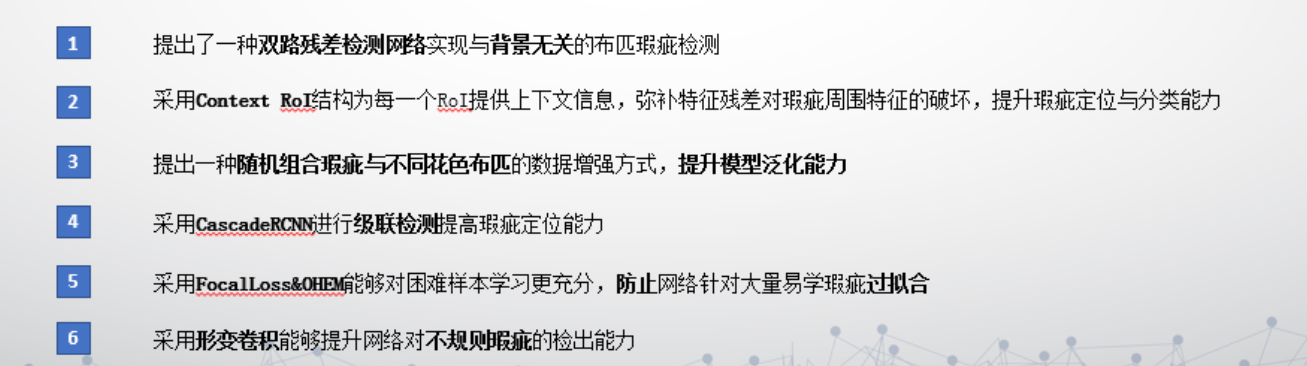 1 提出了一种双路残差检测网络实现与背景无关的布匹瑕疵检测
2 采用Context RoI结构为每一个RoI提供上下文信息，弥补特征残差对瑕疵周围特征的破坏，提升瑕疵定位与分类能力
3 提出一种随机组合瑕疵与不同花色布匹的数据增强方式，提升模型泛化能力
4 采用CascadeRCNN进行级联检测提高瑕疵定位能力
5 采用FocalLoss&OHEM能够对困难样本学习更充分，防止网络针对大量易学瑕疵过拟合
6 采用形变卷积能够提升网络对不规则瑕疵的检出能力